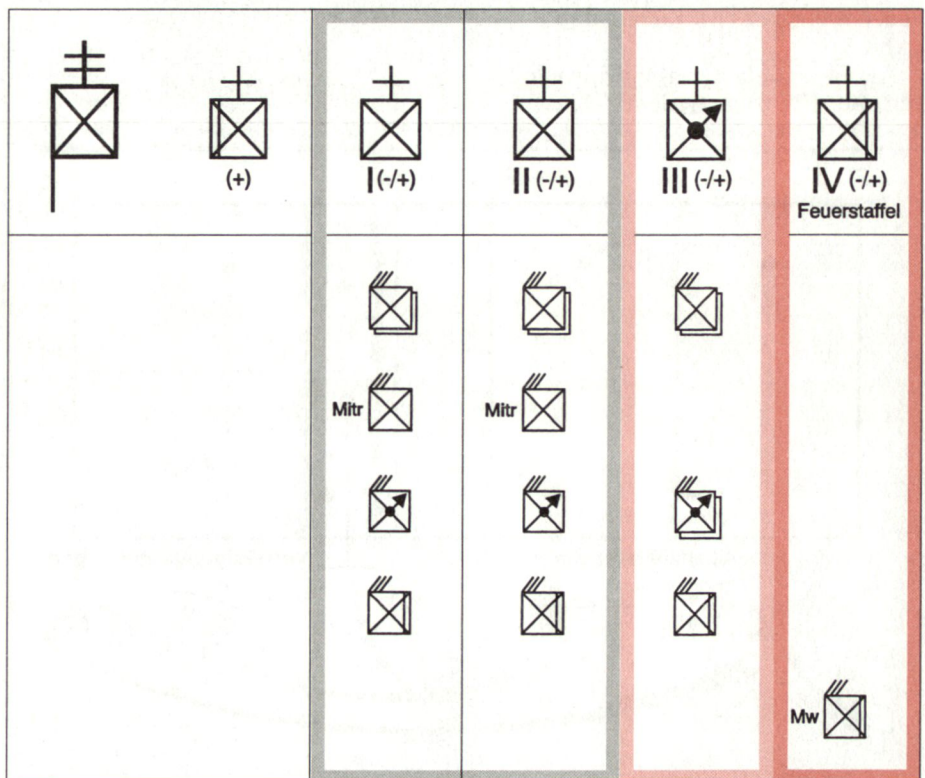 (+)
I (-/+)
II (-/+)
III (-/+)
IV (-/+)
Feuerstaffel
Mitr
Mitr
Mw